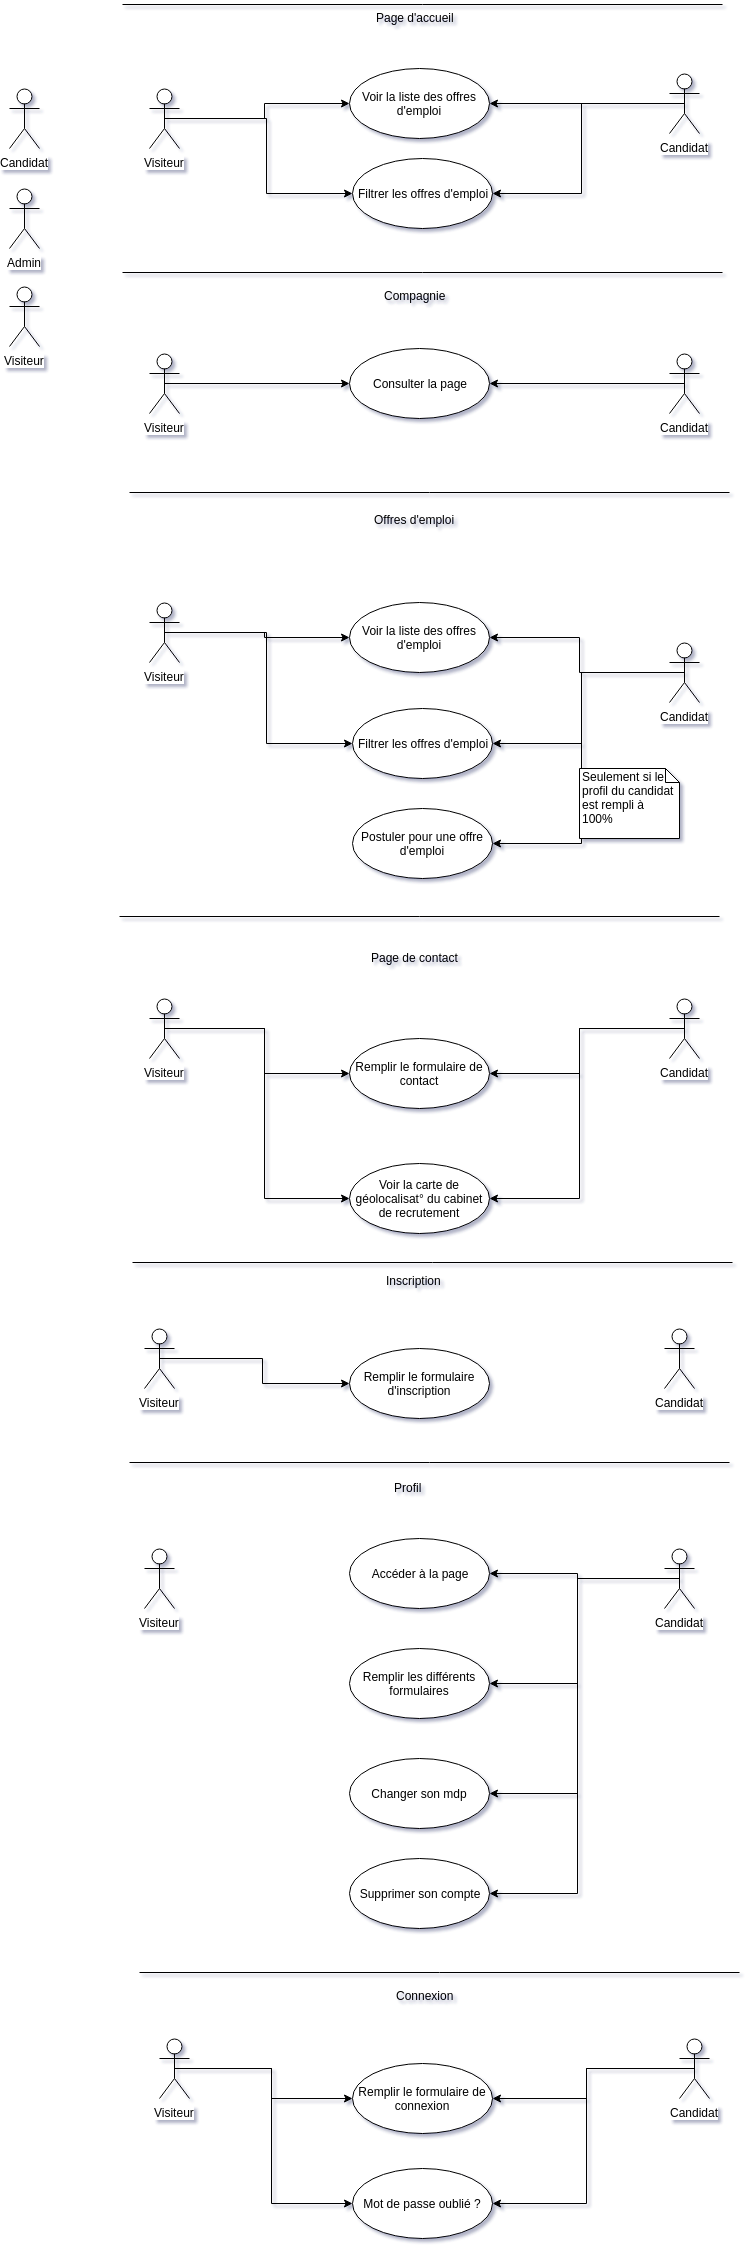 Page d'accueil
Voir la liste des offres
d'emploi
Candidat
Visiteur
Candidat
Filtrer les offres d'emploi
Admin
Compagnie
Visiteur
Consulter la page
Visiteur
Candidat
Offres d'emploi
Voir la liste des offres
d'emploi
Visiteur
Candidat
Filtrer les offres d'emploi
Seulement si le
profil du candidat
est rempli à
100%
Postuler pour une offre
d'emploi
Page de contact
Visiteur
Candidat
Remplir le formulaire de
contact
Voir la carte de
géolocalisat° du cabinet
de recrutement
Inscription
Visiteur
Remplir le formulaire
d'inscription
Candidat
Profil
Accéder à la page
Visiteur
Candidat
Remplir les différents
formulaires
Changer son mdp
Supprimer son compte
Connexion
Remplir le formulaire de
connexion
Visiteur
Candidat
Mot de passe oublié ?